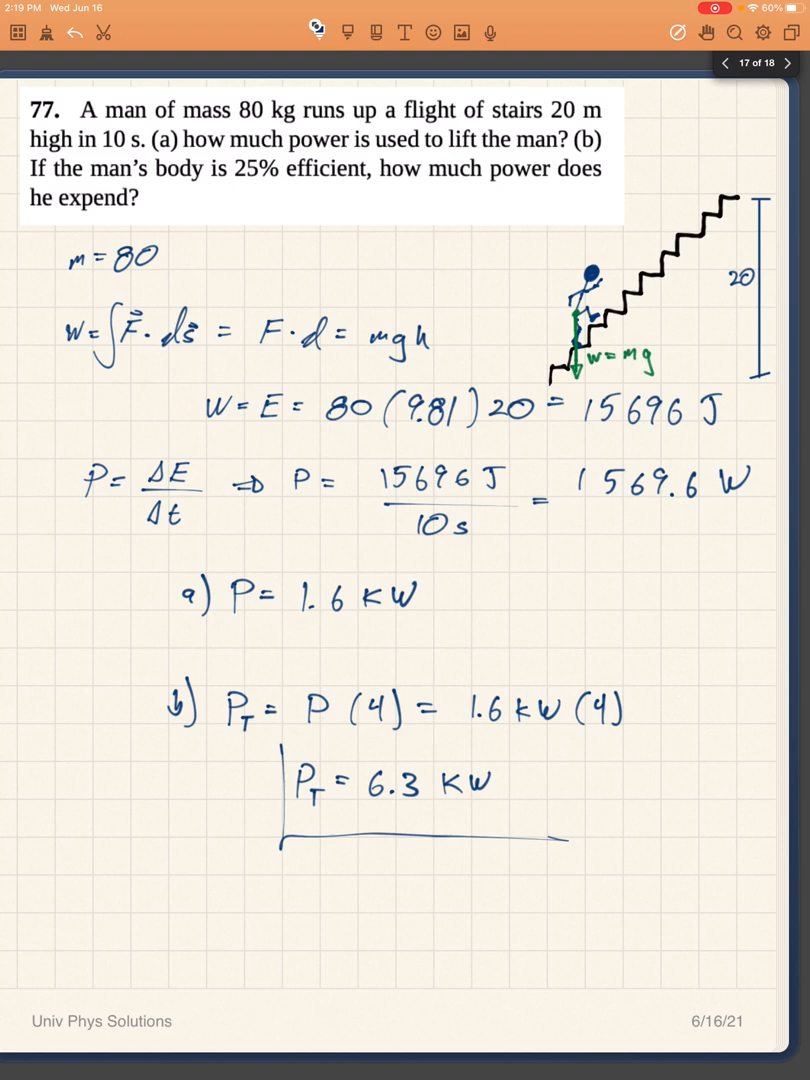 2:19 PM Wed Jun 16
60%
17 of 18
77. A man of mass 80 kg runs up a flight of stairs 20 m
high in 10 s. (a) how much power is used to lift the man? (b)
If the man's body is 25% efficient, how much power does
he expend?
m = 80
20
W = ∫F⃗ · ds⃗ = F · d = mgh
w = mg
W = E = 80 (9.81) 20 = 15696 J
P = ΔE/Δt ⇒ P = 15696 J/10 s = 1569.6 W
a) P = 1.6 KW
b) P_T = P (4) = 1.6 KW (4)
P_T = 6.3 KW
Univ Phys Solutions
6/16/21